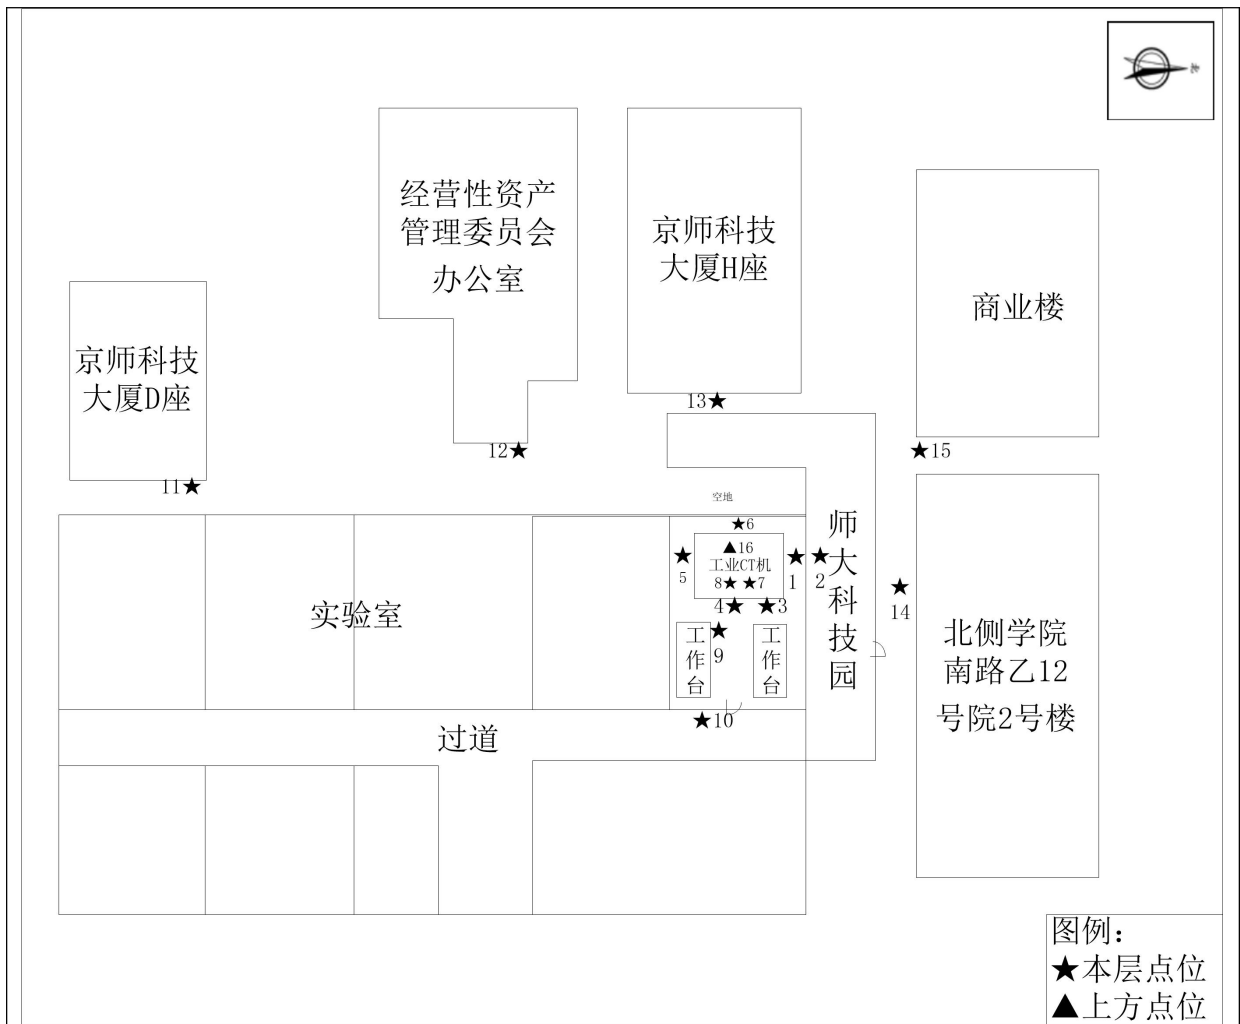 北
经营性资产
管理委员会
办公室
京师科技
大厦H座
商业楼
京师科技
大厦D座
13★
12★
★15
11★
空地
★6
▲16
工业CT机
8★ ★7
★
5
★
1
★
2
4★
★3
师大科技园
★
14
实验室
工作台
★
9
工作台
北侧学院
南路乙12
号院2号楼
★10
过道
图例：
★本层点位
▲上方点位